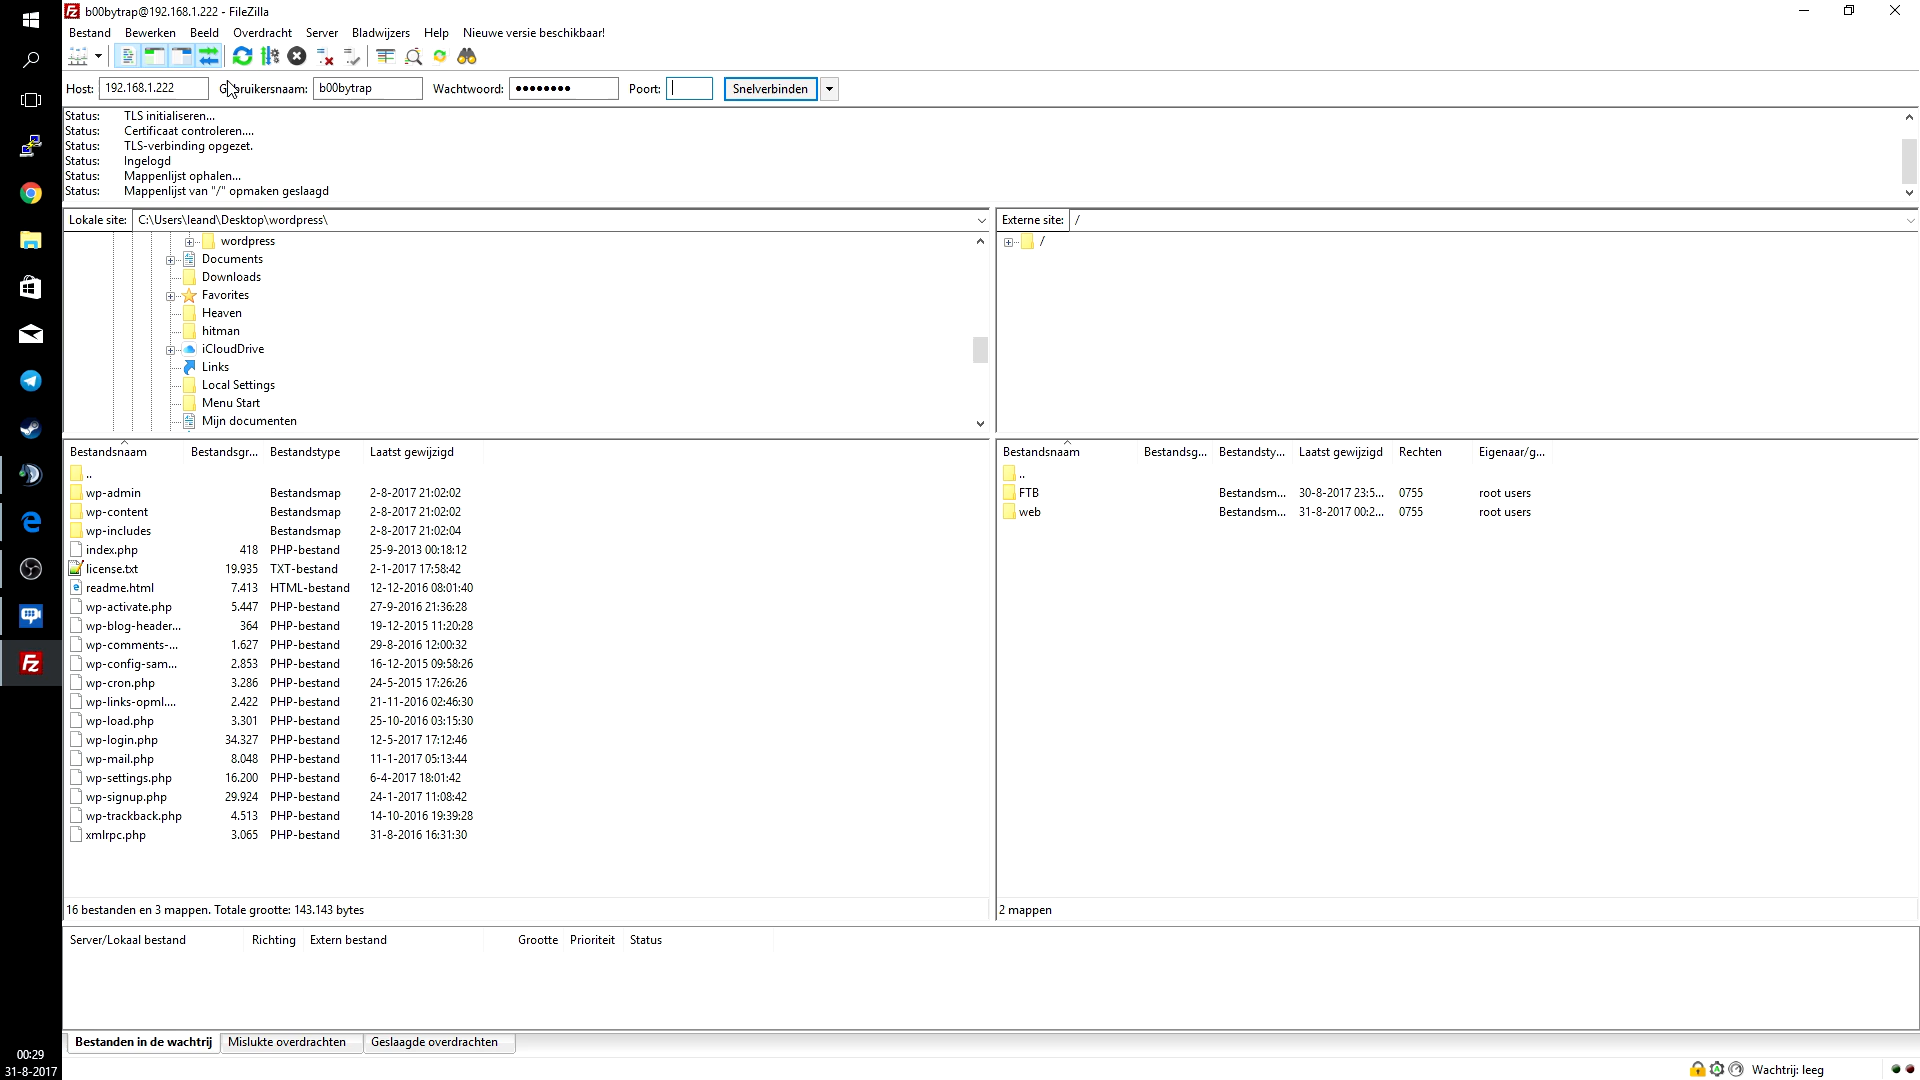 b00bytrap@192.168.1.222 - FileZilla
Bestand Bewerken Beeld Overdracht Server Bladwijzers Help Nieuwe versie beschikbaar!
Host: 192.168.1.222 Gebruikersnaam: b00bytrap Wachtwoord: ●●●●●●●● Poort: Snelverbinden
Status: TLS initialiseren...
Status: Certificaat controleren....
Status: TLS-verbinding opgezet.
Status: Ingelogd
Status: Mappenlijst ophalen...
Status: Mappenlijst van "/" opmaken geslaagd
Lokale site: C:\Users\leand\Desktop\wordpress\
wordpress
Documents
Downloads
Favorites
Heaven
hitman
iCloudDrive
Links
Local Settings
Menu Start
Mijn documenten
Externe site: /
/
Bestandsnaam Bestandsgr... Bestandstype Laatst gewijzigd
..
wp-admin Bestandsmap 2-8-2017 21:02:02
wp-content Bestandsmap 2-8-2017 21:02:02
wp-includes Bestandsmap 2-8-2017 21:02:04
index.php 418 PHP-bestand 25-9-2013 00:18:12
license.txt 19.935 TXT-bestand 2-1-2017 17:58:42
readme.html 7.413 HTML-bestand 12-12-2016 08:01:40
wp-activate.php 5.447 PHP-bestand 27-9-2016 21:36:28
wp-blog-header... 364 PHP-bestand 19-12-2015 11:20:28
wp-comments-... 1.627 PHP-bestand 29-8-2016 12:00:32
wp-config-sam... 2.853 PHP-bestand 16-12-2015 09:58:26
wp-cron.php 3.286 PHP-bestand 24-5-2015 17:26:26
wp-links-opml.... 2.422 PHP-bestand 21-11-2016 02:46:30
wp-load.php 3.301 PHP-bestand 25-10-2016 03:15:30
wp-login.php 34.327 PHP-bestand 12-5-2017 17:12:46
wp-mail.php 8.048 PHP-bestand 11-1-2017 05:13:44
wp-settings.php 16.200 PHP-bestand 6-4-2017 18:01:42
wp-signup.php 29.924 PHP-bestand 24-1-2017 11:08:42
wp-trackback.php 4.513 PHP-bestand 14-10-2016 19:39:28
xmlrpc.php 3.065 PHP-bestand 31-8-2016 16:31:30
16 bestanden en 3 mappen. Totale grootte: 143.143 bytes
Bestandsnaam Bestandsg... Bestandsty... Laatst gewijzigd Rechten Eigenaar/g...
..
FTB Bestandsm... 30-8-2017 23:5... 0755 root users
web Bestandsm... 31-8-2017 00:2... 0755 root users
2 mappen
Server/Lokaal bestand Richting Extern bestand Grootte Prioriteit Status
Bestanden in de wachtrij Mislukte overdrachten Geslaagde overdrachten
Wachtrij: leeg
00:29
31-8-2017